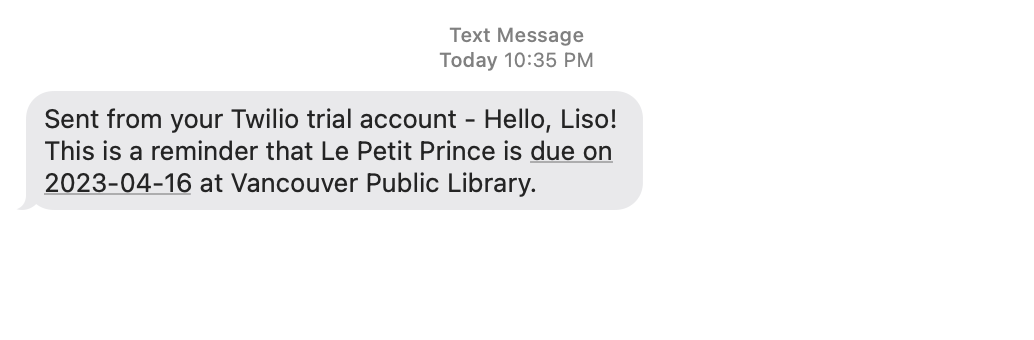 Text Message
Today 10:35 PM
Sent from your Twilio trial account - Hello, Liso!
This is a reminder that Le Petit Prince is due on
2023-04-16 at Vancouver Public Library.